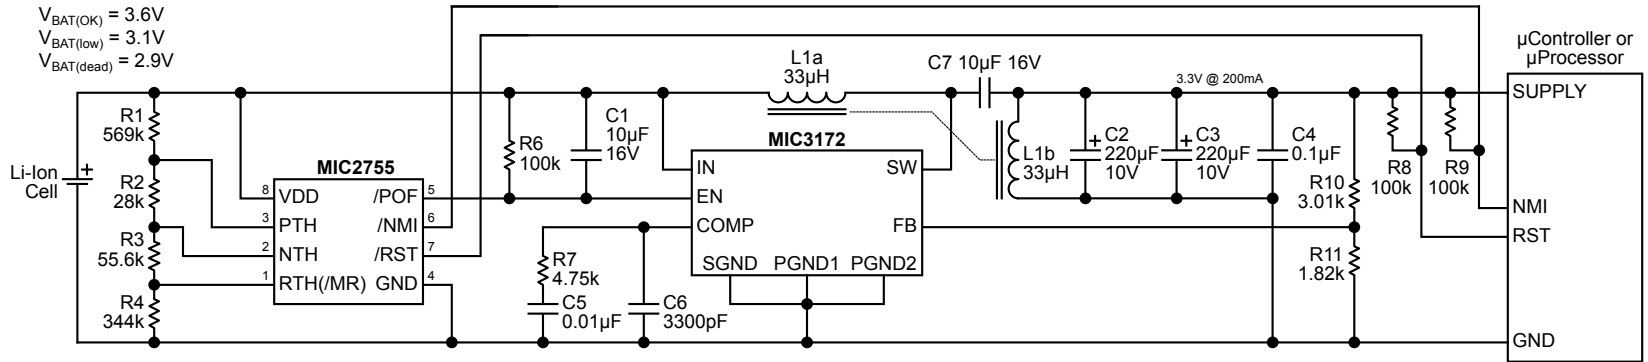 V_BAT(OK) = 3.6V
V_BAT(low) = 3.1V
V_BAT(dead) = 2.9V
Li-Ion
Cell
R1
569k
R2
28k
R3
55.6k
R4
344k
MIC2755
8 VDD
3 PTH
2 NTH
1 RTH(/MR)
/POF 5
/NMI 6
/RST 7
GND 4
R6
100k
C1
10µF
16V
R7
4.75k
C5
0.01µF
C6
3300pF
L1a
33µH
MIC3172
IN
EN
COMP
SGND
PGND1
PGND2
SW
FB
C7 10µF 16V
L1b
33µH
3.3V @ 200mA
C2
220µF
10V
C3
220µF
10V
C4
0.1µF
R10
3.01k
R11
1.82k
R8
100k
R9
100k
µController or
µProcessor
SUPPLY
NMI
RST
GND
+
+
+